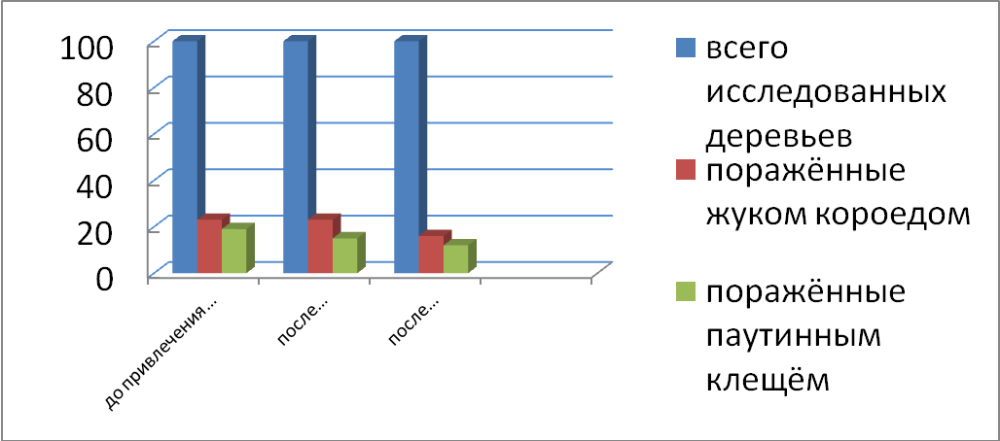 100
80
60
40
20
0
до привлечения...
после...
после...
всего
исследованных
деревьев
поражённые
жуком короедом
поражённые
паутинным
клещём